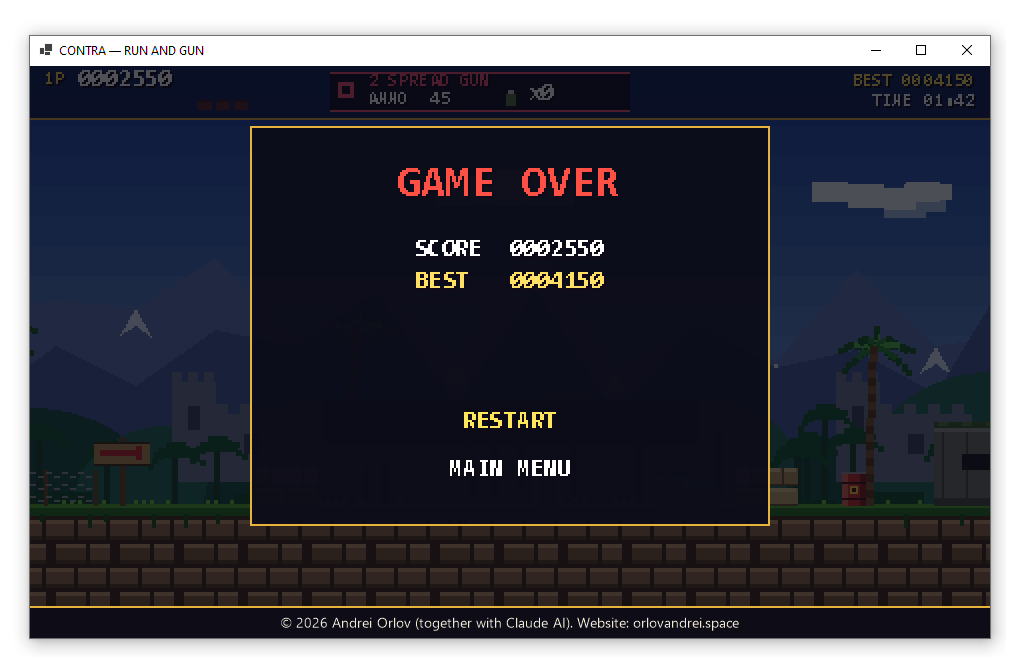 CONTRA — RUN AND GUN
1P 0002550
2 SPREAD GUN
AMMO 45 x0
BEST 0004150
TIME 01:42
GAME OVER
SCORE 0002550
BEST 0004150
RESTART
MAIN MENU
© 2026 Andrei Orlov (together with Claude AI). Website: orlovandrei.space